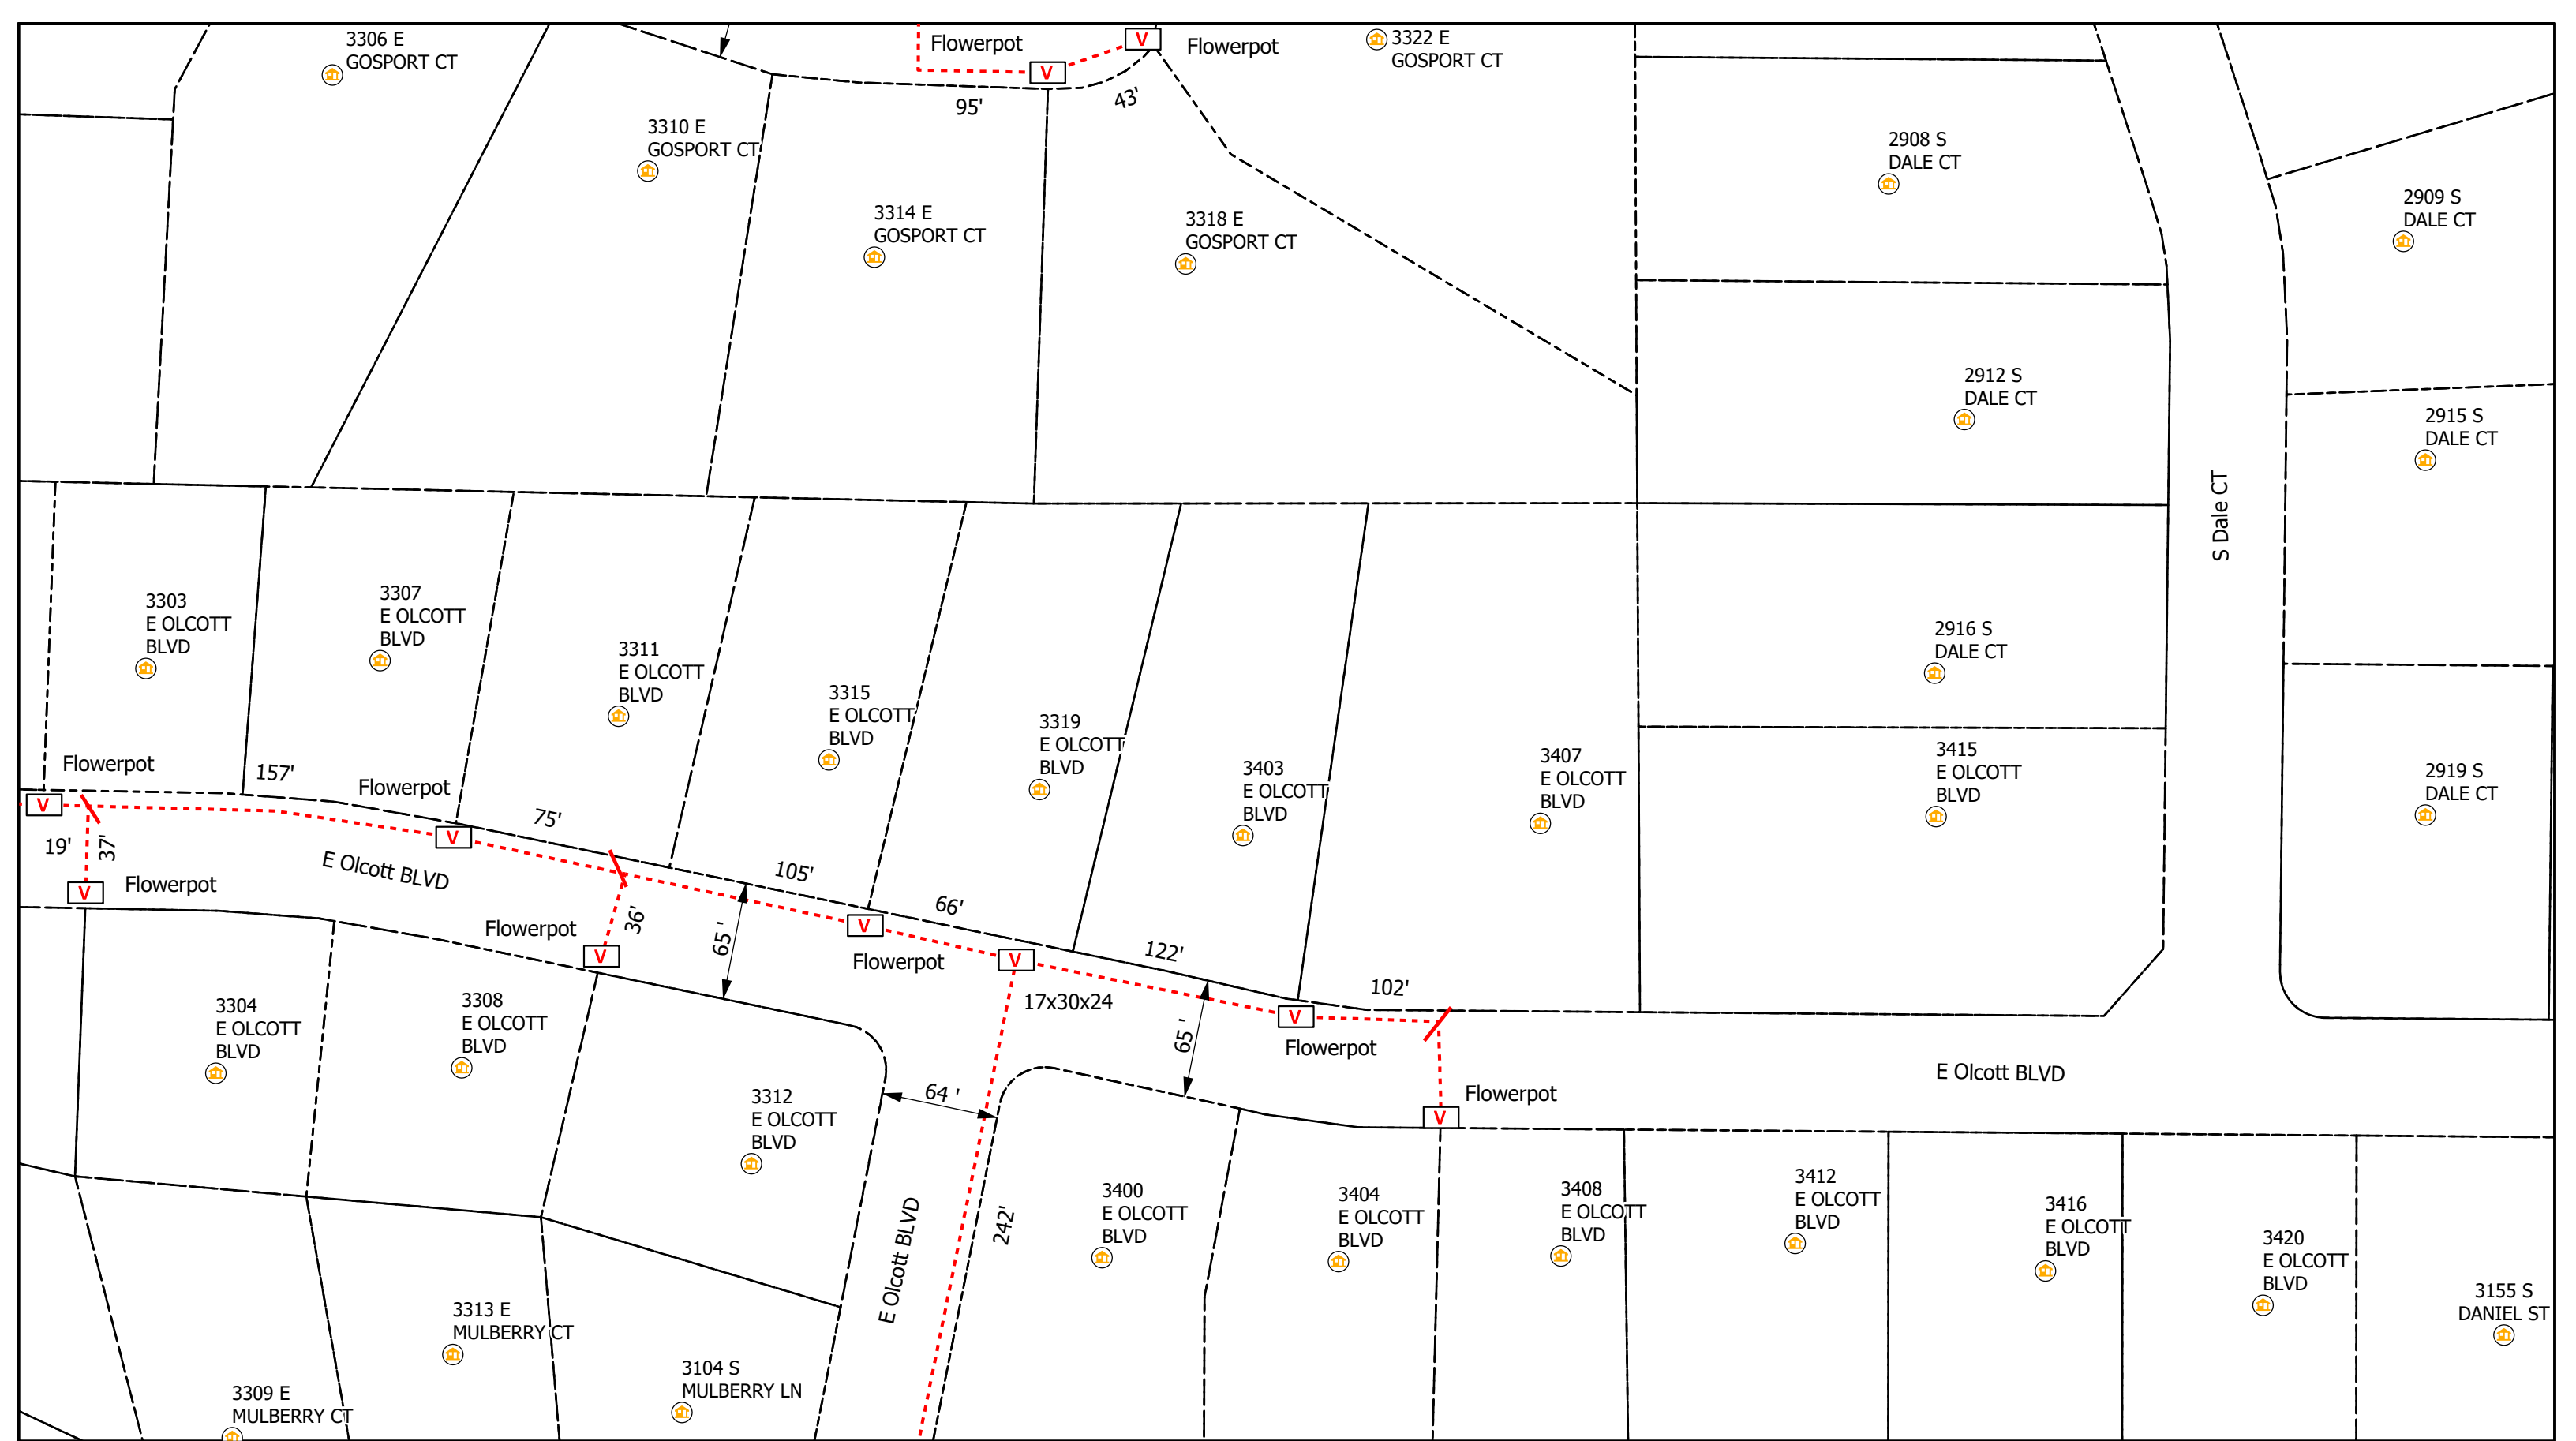 3306 E
GOSPORT CT
Flowerpot
V
V
Flowerpot
3322 E
GOSPORT CT
95'
43'
3310 E
GOSPORT CT
2908 S
DALE CT
3314 E
GOSPORT CT
3318 E
GOSPORT CT
2909 S
DALE CT
2912 S
DALE CT
2915 S
DALE CT
S Dale CT
3303
E OLCOTT
BLVD
3307
E OLCOTT
BLVD
3311
E OLCOTT
BLVD
3315
E OLCOTT
BLVD
3319
E OLCOTT
BLVD
3403
E OLCOTT
BLVD
3407
E OLCOTT
BLVD
2916 S
DALE CT
3415
E OLCOTT
BLVD
2919 S
DALE CT
Flowerpot
157'
Flowerpot
V
V
75'
19'
37'
E Olcott BLVD
105'
V
Flowerpot
Flowerpot
V
36'
65 '
V
66'
Flowerpot
V
122'
17x30x24
102'
V
65 '
Flowerpot
3304
E OLCOTT
BLVD
3308
E OLCOTT
BLVD
E Olcott BLVD
Flowerpot
V
64 '
3312
E OLCOTT
BLVD
E Olcott BLVD
242'
3400
E OLCOTT
BLVD
3404
E OLCOTT
BLVD
3408
E OLCOTT
BLVD
3412
E OLCOTT
BLVD
3416
E OLCOTT
BLVD
3420
E OLCOTT
BLVD
3155 S
DANIEL ST
3313 E
MULBERRY CT
3104 S
MULBERRY LN
3309 E
MULBERRY CT